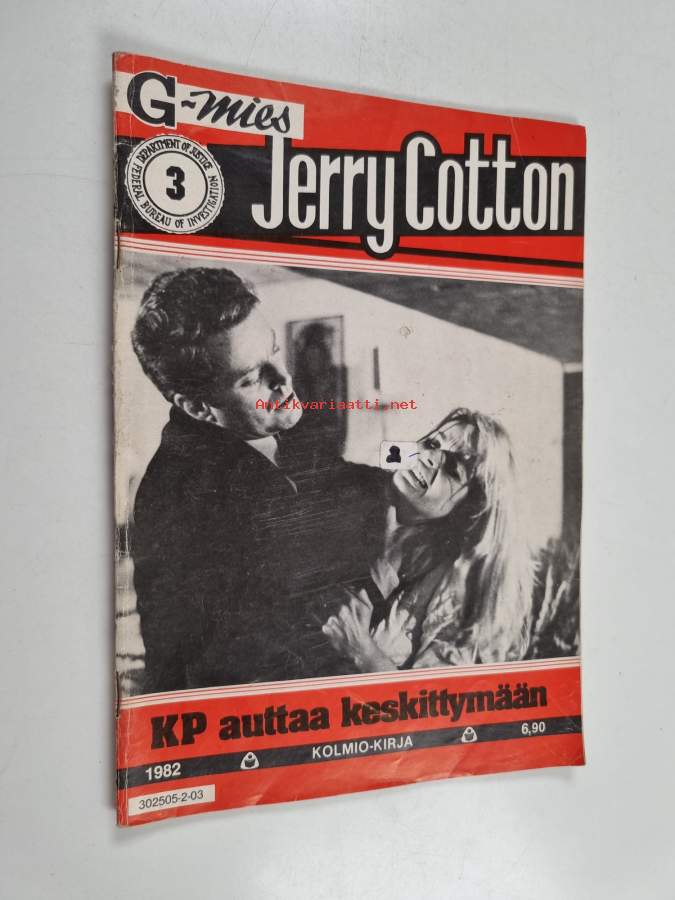 G-mies
DEPARTMENT OF JUSTICE
3
FEDERAL BUREAU OF INVESTIGATION
Jerry Cotton
Antikvariaatti.net
KP auttaa keskittymään
1982
KOLMIO-KIRJA
6,90
302505-2-03